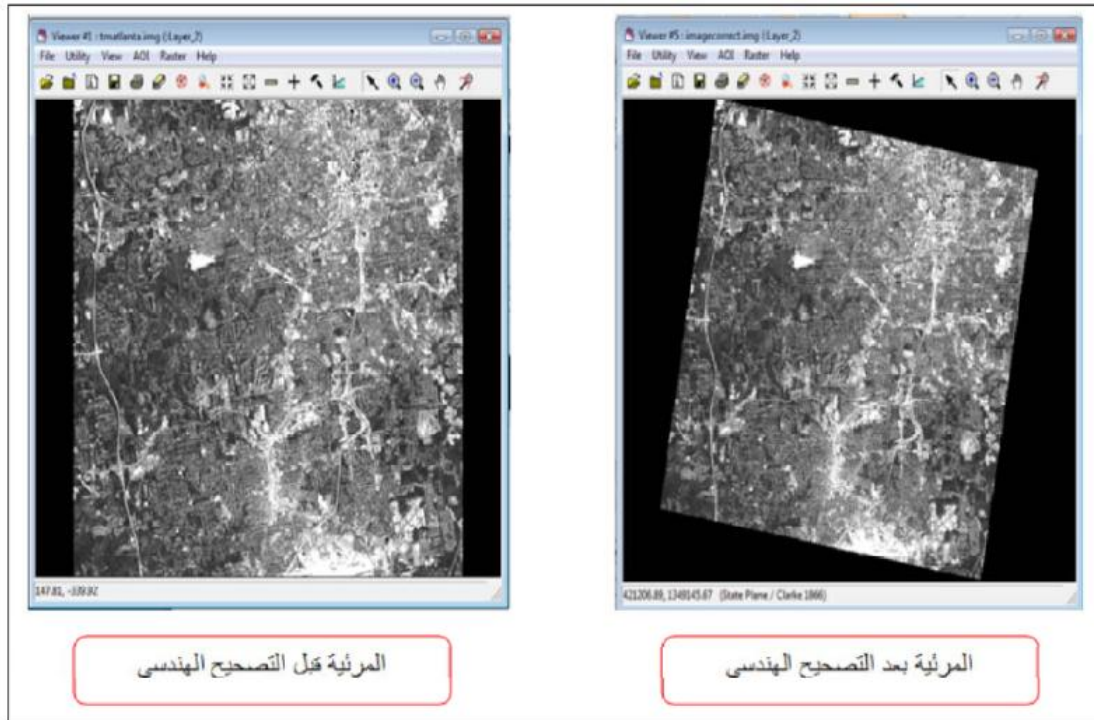 Viewer #1 : tmatlanta.img (:Layer_2)
File Utility View AOI Raster Help
147.81, -339.92
المرئية قبل التصحيح الهندسى
Viewer #5 : imagecorrect.img (:Layer_2)
File Utility View AOI Raster Help
421206.89, 1349145.67 (State Plane / Clarke 1866)
المرئية بعد التصحيح الهندسى